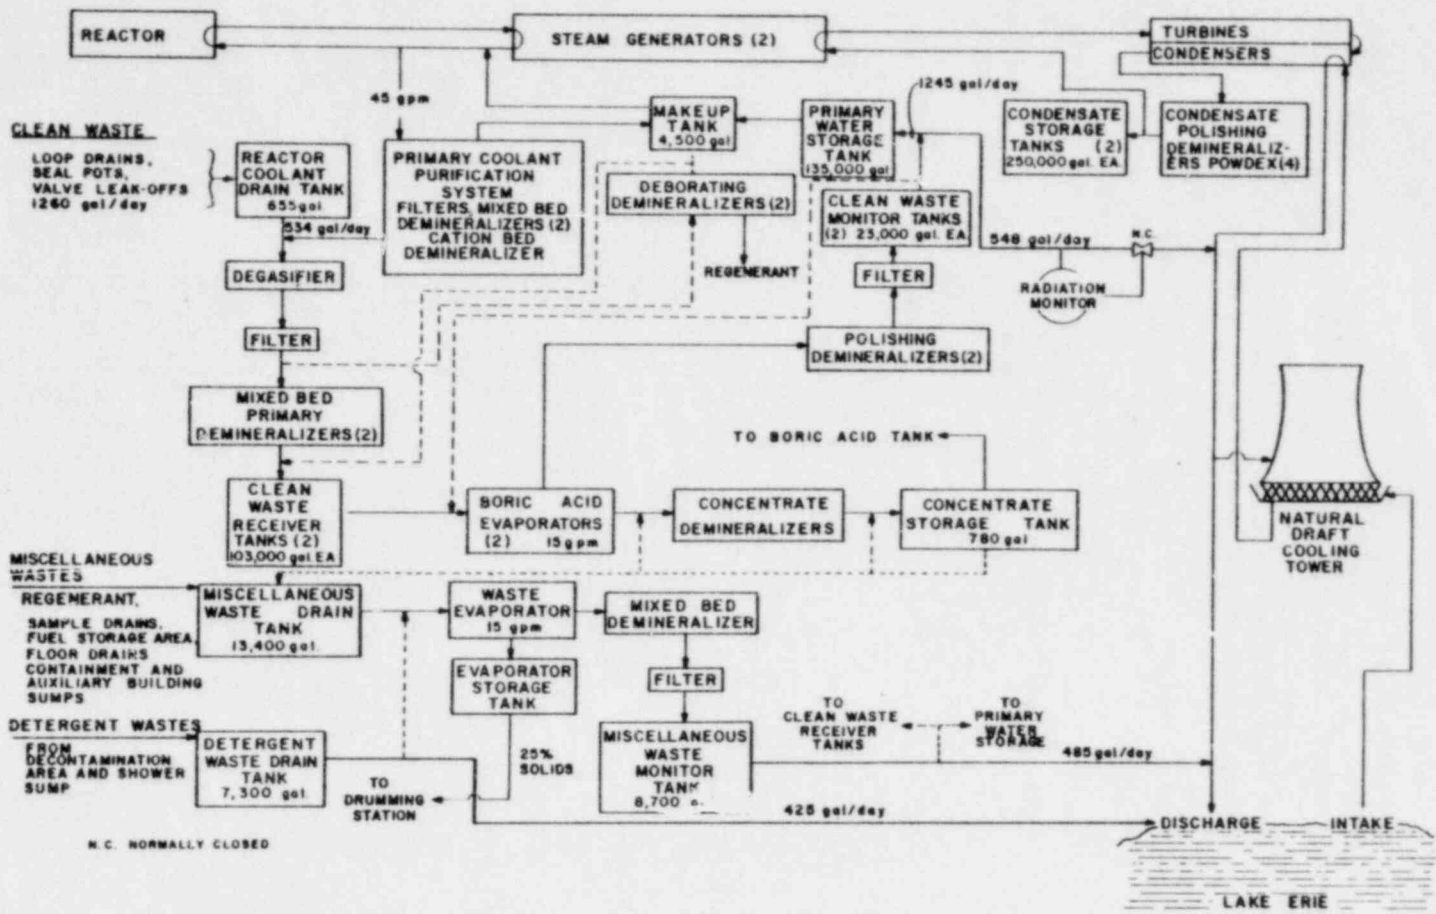 REACTOR
STEAM GENERATORS (2)
TURBINES
CONDENSERS
45 gpm
MAKEUP
TANK
4,500 gal
PRIMARY
WATER
STORAGE
TANK
135,000 gal
1245 gal/day
CONDENSATE
STORAGE
TANKS (2)
250,000 gal. EA.
CONDENSATE
POLISHING
DEMINERALIZ-
ERS POWDEX (4)
CLEAN WASTE
LOOP DRAINS,
SEAL POTS,
VALVE LEAK-OFFS
1260 gal/day
REACTOR
COOLANT
DRAIN TANK
655 gal
534 gal/day
PRIMARY COOLANT
PURIFICATION
SYSTEM
FILTERS, MIXED BED
DEMINERALIZERS (2)
CATION BED
DEMINERALIZER
DEBORATING
DEMINERALIZERS (2)
REGENERANT
CLEAN WASTE
MONITOR TANKS
(2) 23,000 gal. EA.
548 gal/day
N.C.
RADIATION
MONITOR
DEGASIFIER
FILTER
FILTER
POLISHING
DEMINERALIZERS (2)
MIXED BED
PRIMARY
DEMINERALIZERS (2)
TO BORIC ACID TANK
CLEAN
WASTE
RECEIVER
TANKS (2)
103,000 gal EA
BORIC ACID
EVAPORATORS
(2) 15 gpm
CONCENTRATE
DEMINERALIZERS
CONCENTRATE
STORAGE TANK
780 gal
NATURAL
DRAFT
COOLING
TOWER
MISCELLANEOUS
WASTES
REGENERANT,
SAMPLE DRAINS,
FUEL STORAGE AREA,
FLOOR DRAINS
CONTAINMENT AND
AUXILIARY BUILDING
SUMPS
MISCELLANEOUS
WASTE DRAIN
TANK
13,400 gal.
WASTE
EVAPORATOR
15 gpm
MIXED BED
DEMINERALIZER
EVAPORATOR
STORAGE
TANK
FILTER
DETERGENT WASTES
FROM
DECONTAMINATION
AREA AND SHOWER
SUMP
DETERGENT
WASTE DRAIN
TANK
7,300 gal.
25%
SOLIDS
TO
DRUMMING
STATION
MISCELLANEOUS
WASTE
MONITOR
TANK
8,700
TO
CLEAN WASTE
RECEIVER
TANKS
TO
PRIMARY
WATER
STORAGE
485 gal/day
425 gal/day
DISCHARGE
INTAKE
N.C. NORMALLY CLOSED
LAKE ERIE